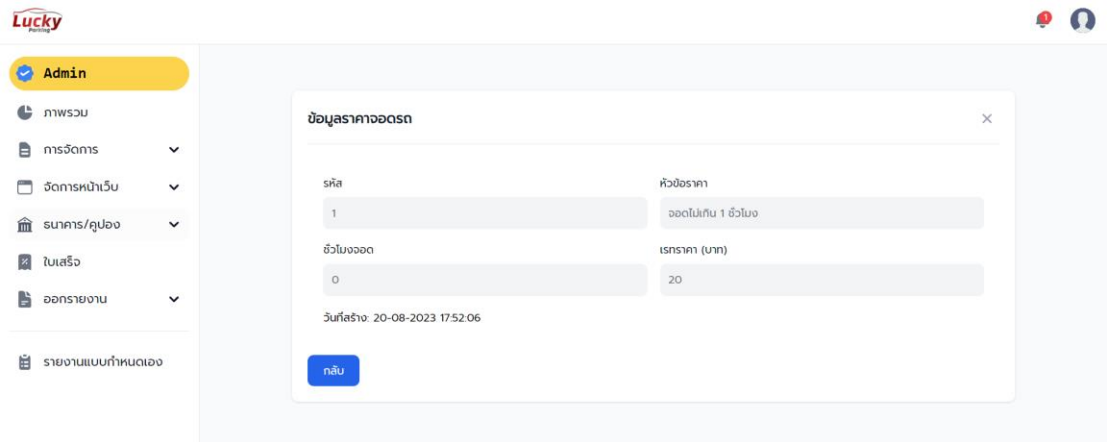 Lucky
Parking
1
Admin
ภาพรวม
การจัดการ
จัดการหน้าเว็บ
ธนาคาร/คูปอง
ใบเสร็จ
ออกรายงาน
รายงานแบบกำหนดเอง
ข้อมูลราคาจอดรถ
รหัส
หัวข้อราคา
1
จอดไม่เกิน 1 ชั่วโมง
ชั่วโมงจอด
เรทราคา (บาท)
0
20
วันที่สร้าง: 20-08-2023 17:52:06
กลับ